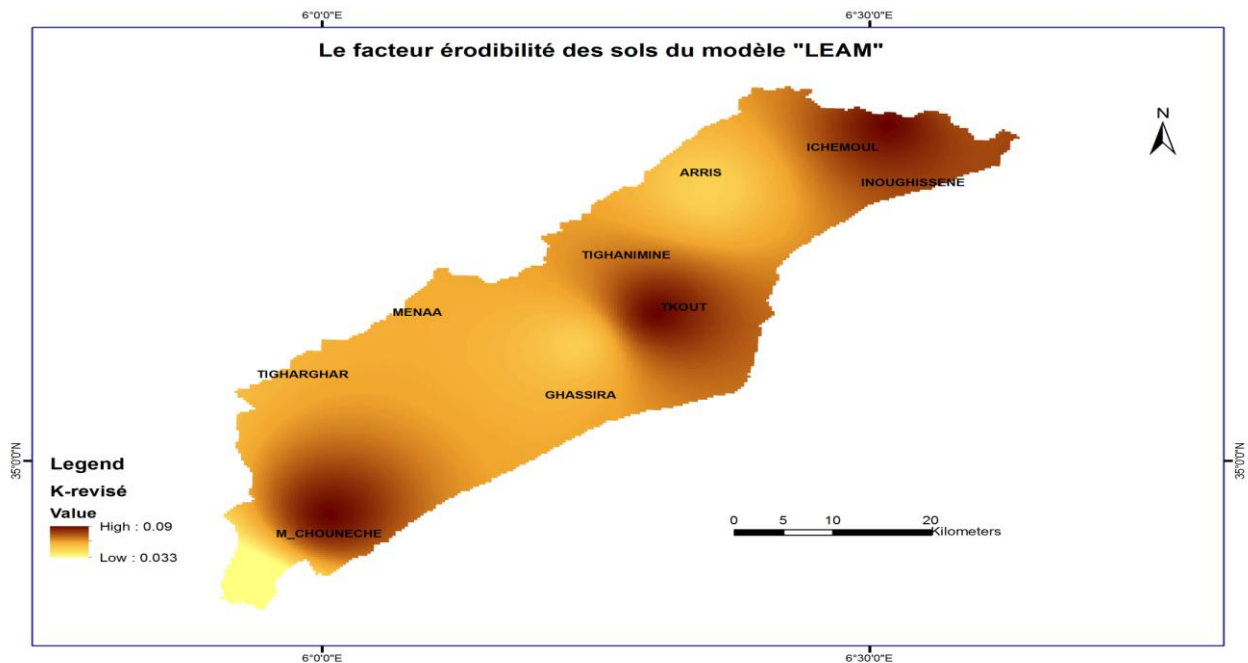 6°0'0"E
6°30'0"E
Le facteur érodibilité des sols du modèle "LEAM"
N
ICHEMOUL
ARRIS
INOUGHISSENE
TIGHANIMINE
TKOUT
MENAA
TIGHARGHAR
GHASSIRA
35°0'0"N
35°0'0"N
Legend
K-revisé
Value
High : 0.09
Low : 0.033
M_CHOUNECHE
0 5 10 20
Kilometers
6°0'0"E
6°30'0"E